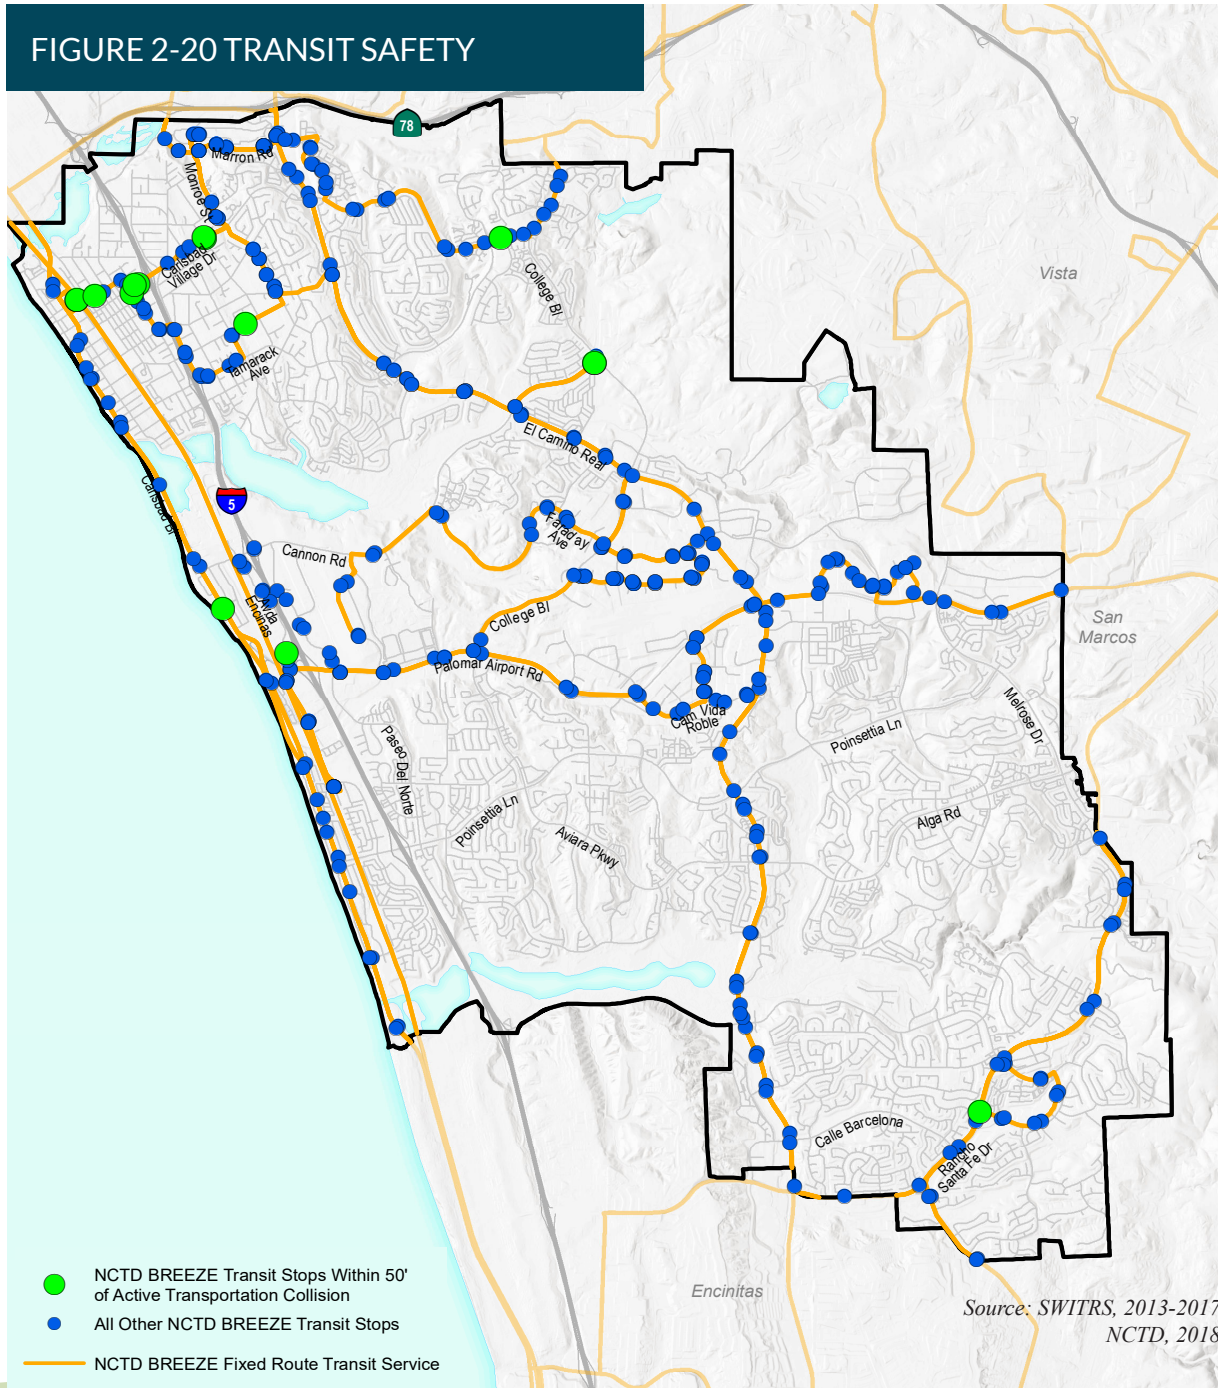 FIGURE 2-20 TRANSIT SAFETY
78
Marron Rd
Monroe St
Carlsbad
Village Dr
College Bl
Vista
Tamarack
Ave
El Camino Real
Carlsbad Bl
5
Faraday
Ave
Cannon Rd
Avda
Encinas
College Bl
San
Marcos
Palomar Airport Rd
Cam Vida
Roble
Melrose Dr
Poinsettia Ln
Paseo Del Norte
Poinsettia Ln
Alga Rd
Aviara Pkwy
Calle Barcelona
Rancho
Santa Fe Dr
Encinitas
NCTD BREEZE Transit Stops Within 50'
of Active Transportation Collision
All Other NCTD BREEZE Transit Stops
NCTD BREEZE Fixed Route Transit Service
Source: SWITRS, 2013-2017
NCTD, 2018